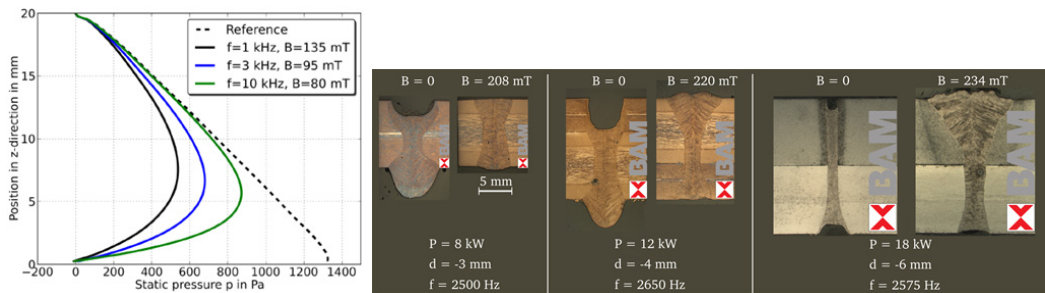 20
15
10
5
0
Position in z-direction in mm
Reference
f=1 kHz, B=135 mT
f=3 kHz, B=95 mT
f=10 kHz, B=80 mT
−200 0 200 400 600 800 1000 1200 1400
Static pressure p in Pa
B = 0 B = 208 mT
BAM
5 mm
P = 8 kW
d = -3 mm
f = 2500 Hz
B = 0 B = 220 mT
BAM
BAM
P = 12 kW
d = -4 mm
f = 2650 Hz
B = 0 B = 234 mT
BAM
BAM
P = 18 kW
d = -6 mm
f = 2575 Hz